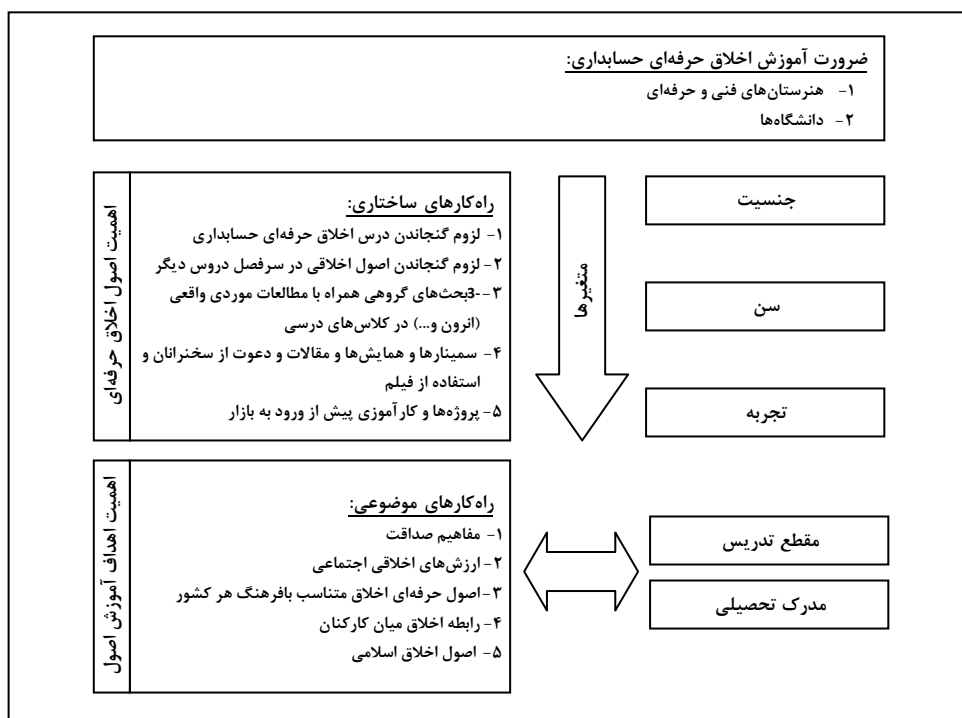 ضرورت آموزش اخلاق حرفه‌ای حسابداری:
۱- هنرستان‌های فنی و حرفه‌ای
۲- دانشگاه‌ها
جنسیت
سن
تجربه
متغیرها
اهمیت اصول اخلاق حرفه‌ای
راه‌کارهای ساختاری:
۱- لزوم گنجاندن درس اخلاق حرفه‌ای حسابداری
۲- لزوم گنجاندن اصول اخلاقی در سرفصل دروس دیگر
۳--3بحث‌های گروهی همراه با مطالعات موردی واقعی
(انرون و...) در کلاس‌های درسی
۴- سمینارها و همایش‌ها و مقالات و دعوت از سخنرانان و
استفاده از فیلم
۵- پروژه‌ها و کارآموزی پیش از ورود به بازار
مقطع تدریس
مدرک تحصیلی
اهمیت اهداف آموزش اصول
راه‌کارهای موضوعی:
۱- مفاهیم صداقت
۲- ارزش‌های اخلاقی اجتماعی
۳- اصول حرفه‌ای اخلاق متناسب بافرهنگ هر کشور
۴- رابطه اخلاق میان کارکنان
۵- اصول اخلاق اسلامی